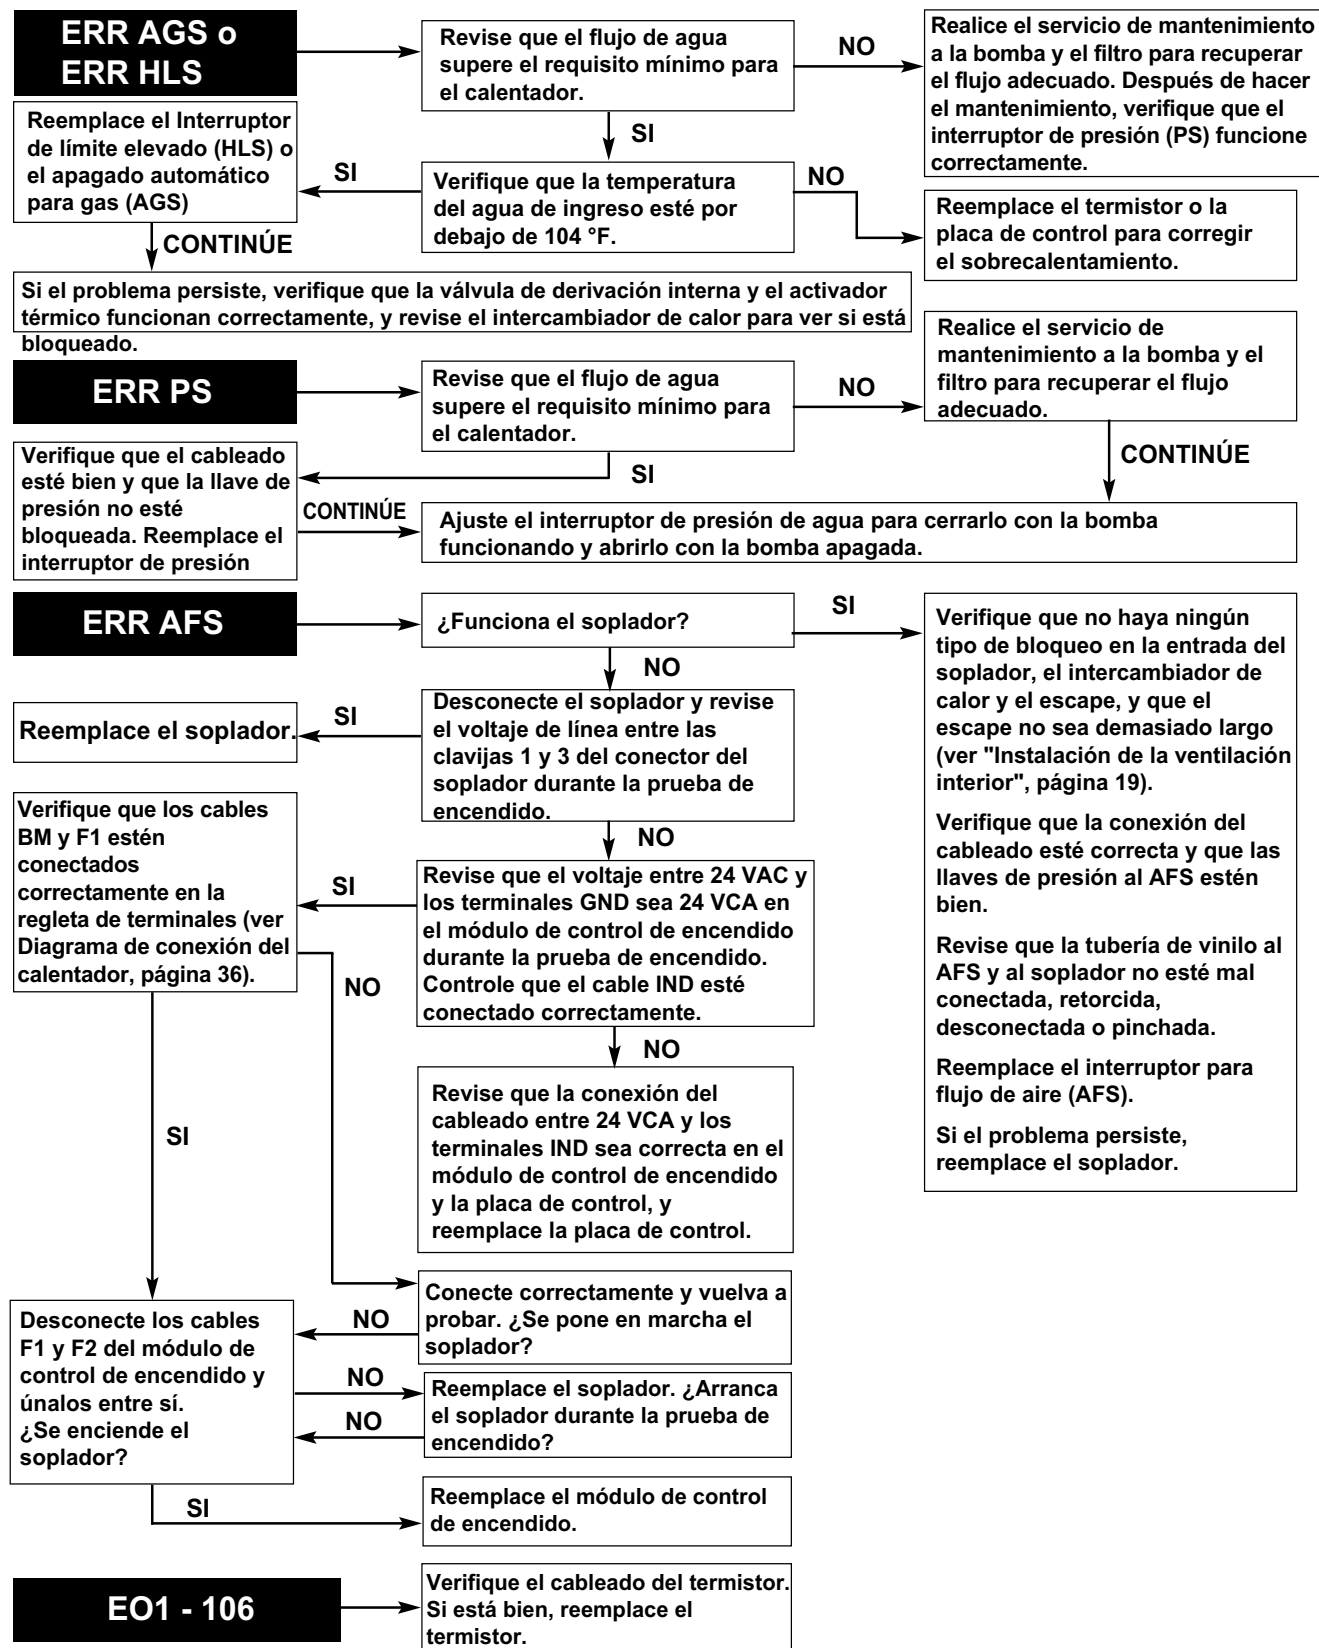 ERR AGS o
ERR HLS
Revise que el flujo de agua
supere el requisito mínimo para
el calentador.
NO
Realice el servicio de mantenimiento
a la bomba y el filtro para recuperar
el flujo adecuado. Después de hacer
el mantenimiento, verifique que el
interruptor de presión (PS) funcione
correctamente.
SI
Reemplace el Interruptor
de límite elevado (HLS) o
el apagado automático
para gas (AGS)
SI
Verifique que la temperatura
del agua de ingreso esté por
debajo de 104 °F.
NO
Reemplace el termistor o la
placa de control para corregir
el sobrecalentamiento.
CONTINÚE
Si el problema persiste, verifique que la válvula de derivación interna y el activador
térmico funcionan correctamente, y revise el intercambiador de calor para ver si está
bloqueado.
ERR PS
Revise que el flujo de agua
supere el requisito mínimo para
el calentador.
NO
Realice el servicio de
mantenimiento a la bomba y el
filtro para recuperar el flujo
adecuado.
SI
CONTINÚE
Verifique que el cableado
esté bien y que la llave de
presión no esté
bloqueada. Reemplace el
interruptor de presión
CONTINÚE
Ajuste el interruptor de presión de agua para cerrarlo con la bomba
funcionando y abrirlo con la bomba apagada.
ERR AFS
¿Funciona el soplador?
SI
Verifique que no haya ningún
tipo de bloqueo en la entrada del
soplador, el intercambiador de
calor y el escape, y que el
escape no sea demasiado largo
(ver "Instalación de la ventilación
interior", página 19).
Verifique que la conexión del
cableado esté correcta y que las
llaves de presión al AFS estén
bien.
Revise que la tubería de vinilo al
AFS y al soplador no esté mal
conectada, retorcida,
desconectada o pinchada.
Reemplace el interruptor para
flujo de aire (AFS).
Si el problema persiste,
reemplace el soplador.
NO
Desconecte el soplador y revise
el voltaje de línea entre las
clavijas 1 y 3 del conector del
soplador durante la prueba de
encendido.
SI
Reemplace el soplador.
NO
Revise que el voltaje entre 24 VAC y
los terminales GND sea 24 VCA en
el módulo de control de encendido
durante la prueba de encendido.
Controle que el cable IND esté
conectado correctamente.
SI
Verifique que los cables
BM y F1 estén
conectados
correctamente en la
regleta de terminales (ver
Diagrama de conexión del
calentador, página 36).
NO
NO
Revise que la conexión del
cableado entre 24 VCA y los
terminales IND sea correcta en el
módulo de control de encendido
y la placa de control, y
reemplace la placa de control.
SI
Conecte correctamente y vuelva a
probar. ¿Se pone en marcha el
soplador?
NO
Desconecte los cables
F1 y F2 del módulo de
control de encendido y
únalos entre sí.
¿Se enciende el
soplador?
NO
Reemplace el soplador. ¿Arranca
el soplador durante la prueba de
encendido?
NO
SI
Reemplace el módulo de control
de encendido.
EO1 - 106
Verifique el cableado del termistor.
Si está bien, reemplace el
termistor.